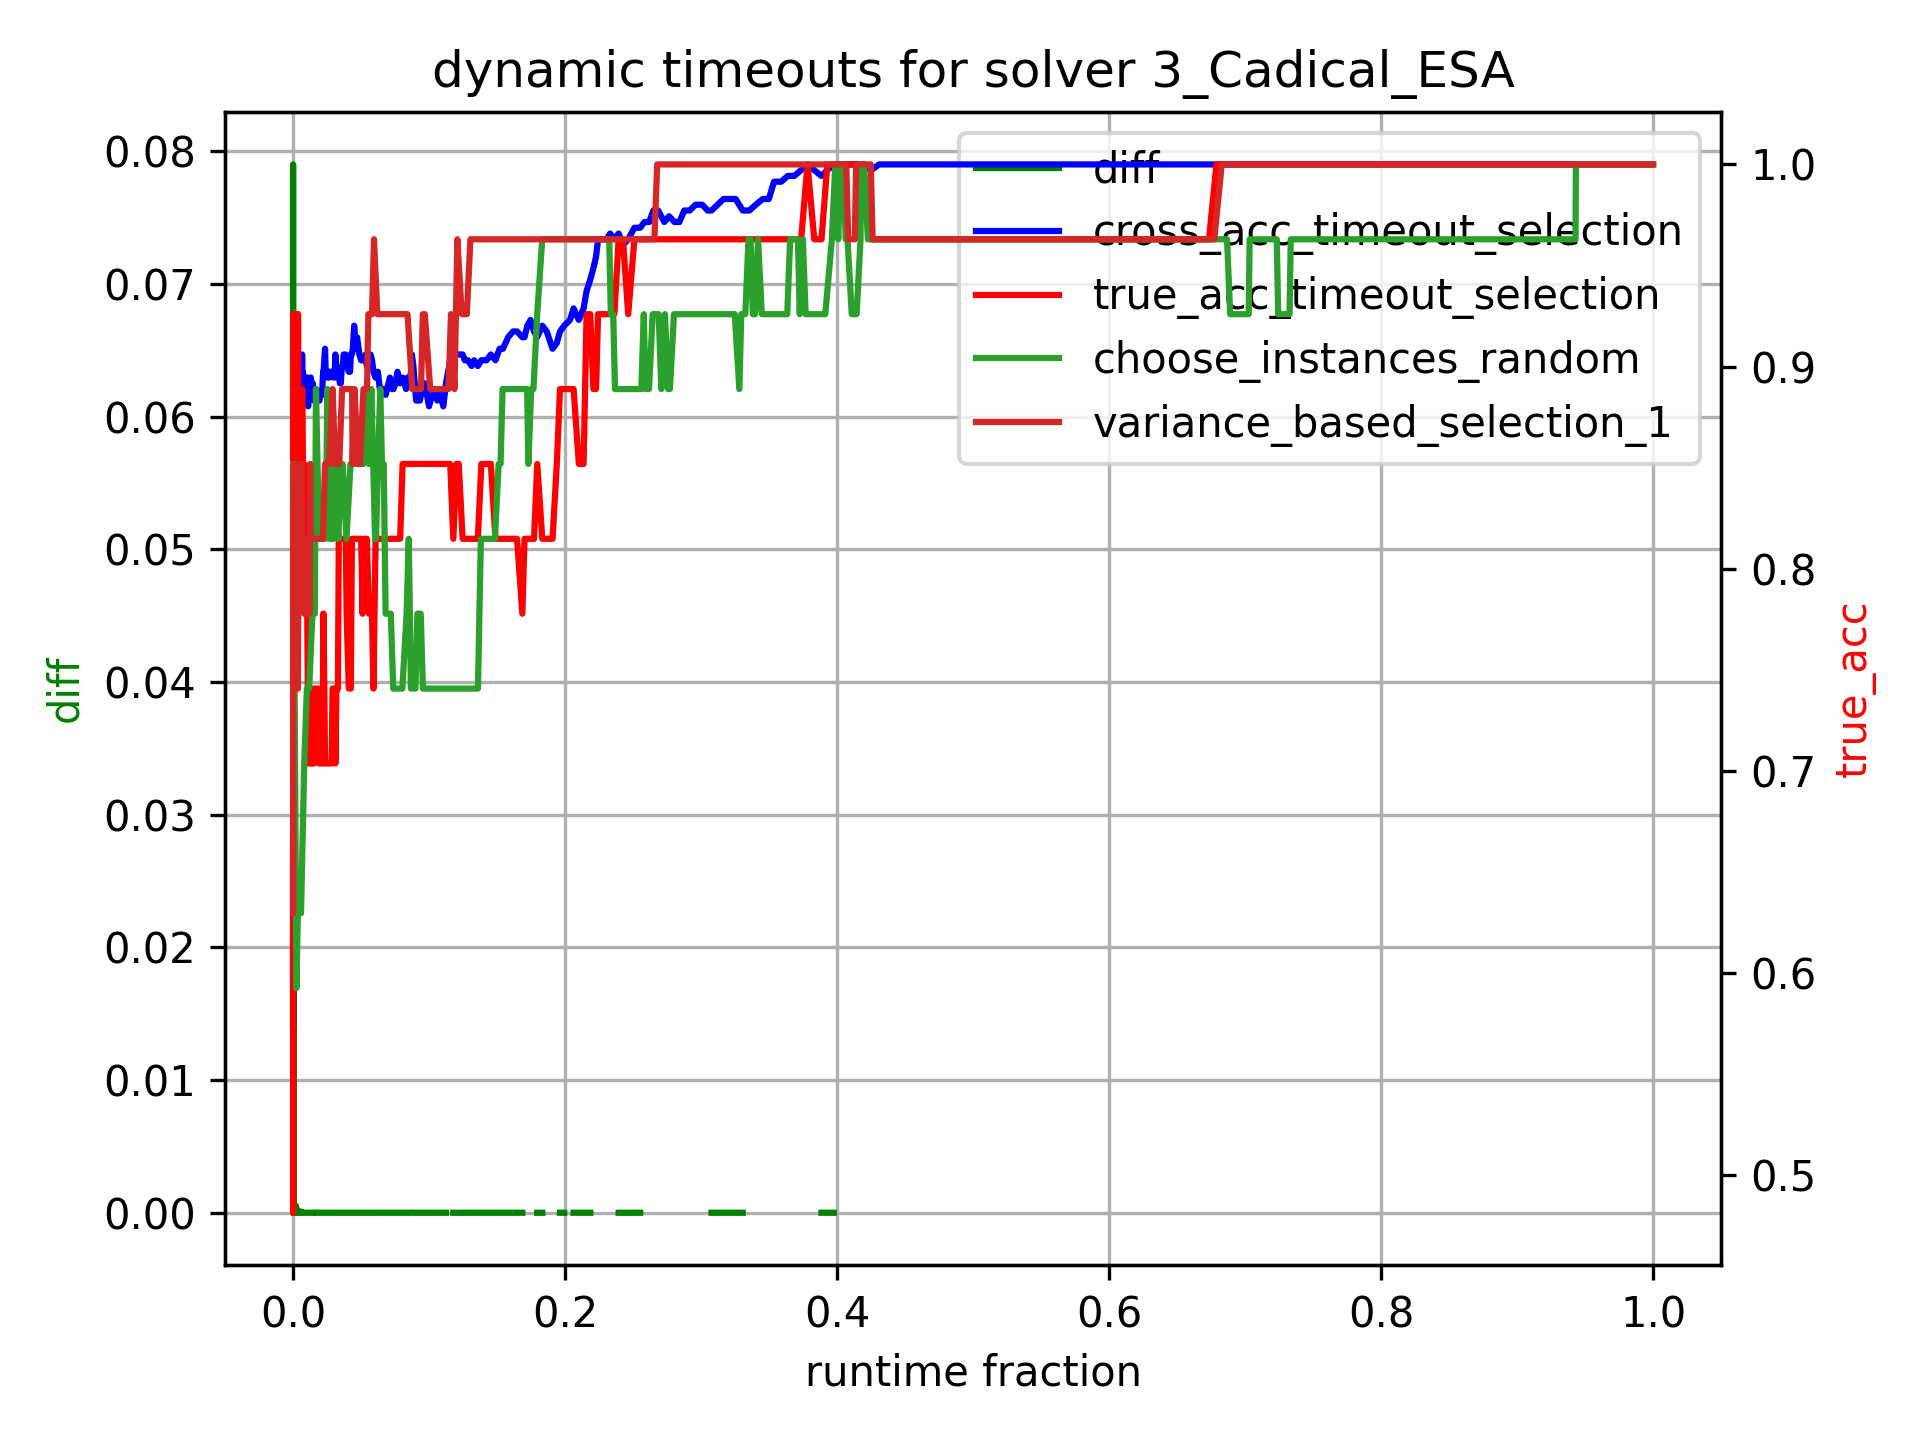 dynamic timeouts for solver 3_Cadical_ESA
diff
cross_acc_timeout_selection
true_acc_timeout_selection
choose_instances_random
variance_based_selection_1
0.08
0.07
0.06
0.05
0.04
0.03
0.02
0.01
0.00
diff
1.0
0.9
0.8
0.7
0.6
0.5
true_acc
0.0 0.2 0.4 0.6 0.8 1.0
runtime fraction